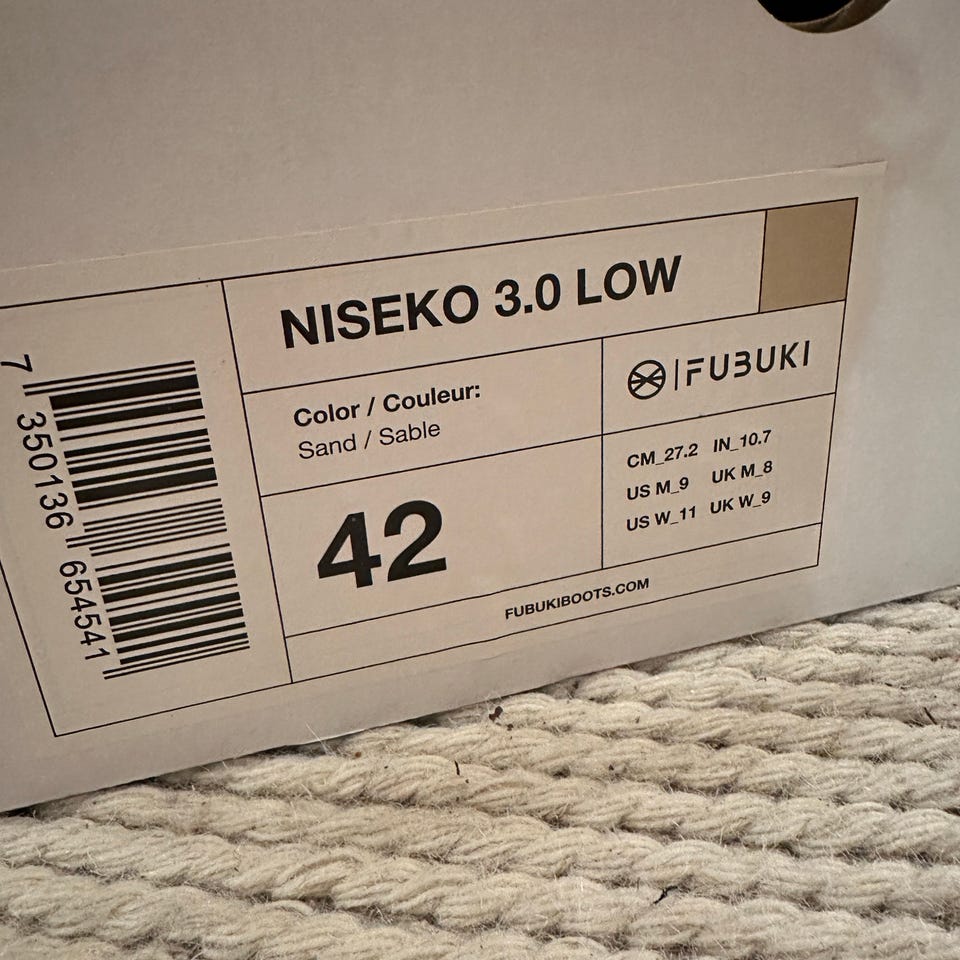 NISEKO 3.0 LOW
Color / Couleur:
Sand / Sable
FUBUKI
42
CM_27.2 IN_10.7
US M_9 UK M_8
US W_11 UK W_9
FUBUKIBOOTS.COM
7 350136 654541